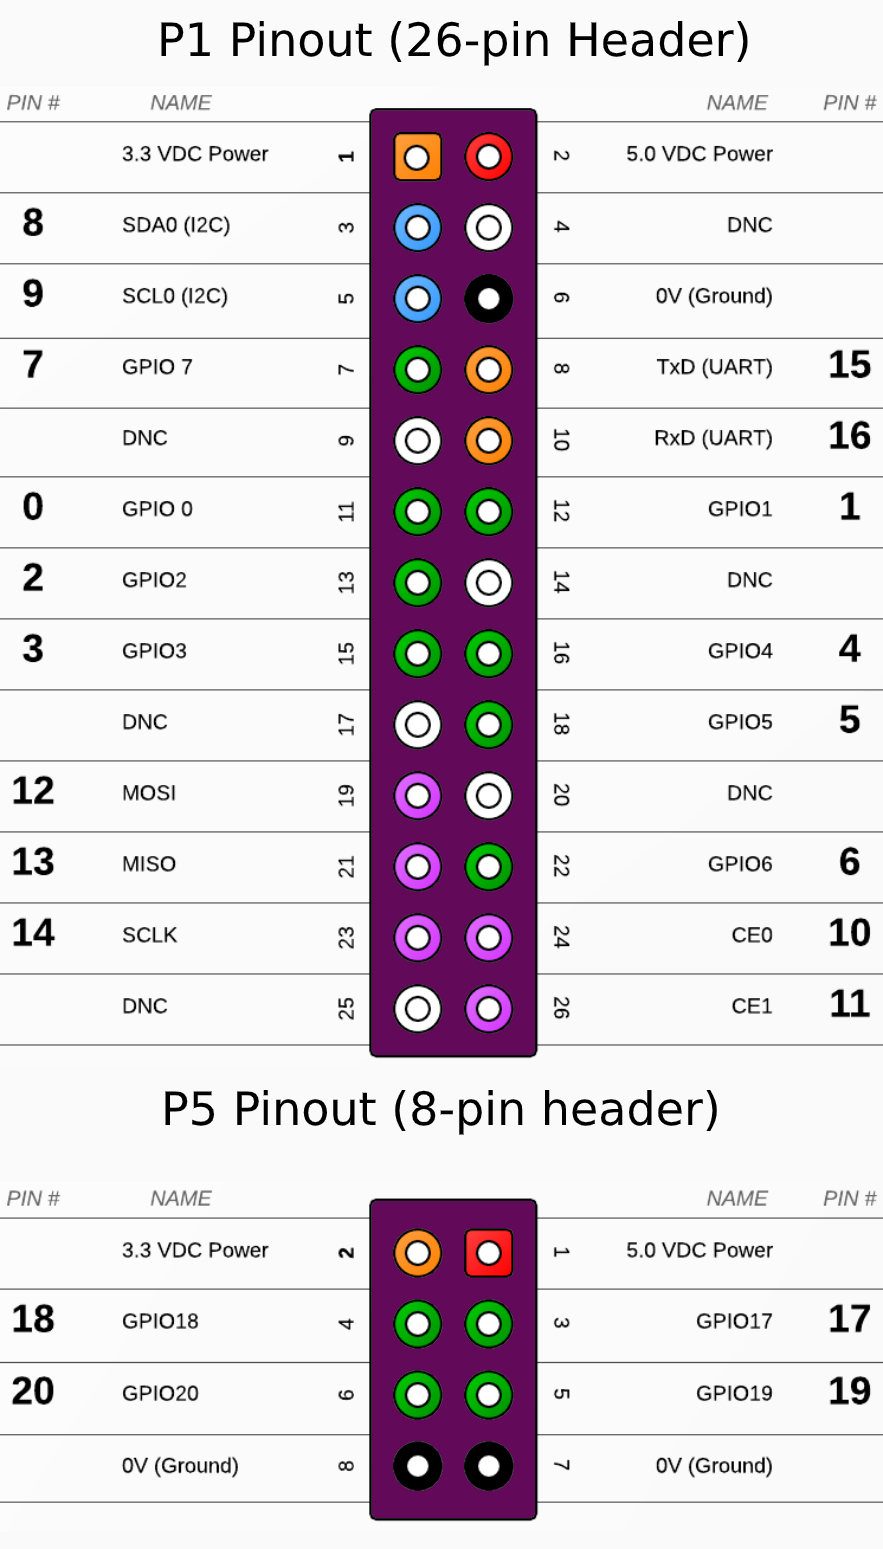 P1 Pinout (26-pin Header)
PIN # NAME NAME PIN #
3.3 VDC Power 1 2 5.0 VDC Power
8 SDA0 (I2C) 3 4 DNC
9 SCL0 (I2C) 5 6 0V (Ground)
7 GPIO 7 7 8 TxD (UART) 15
DNC 9 10 RxD (UART) 16
0 GPIO 0 11 12 GPIO1 1
2 GPIO2 13 14 DNC
3 GPIO3 15 16 GPIO4 4
DNC 17 18 GPIO5 5
12 MOSI 19 20 DNC
13 MISO 21 22 GPIO6 6
14 SCLK 23 24 CE0 10
DNC 25 26 CE1 11
P5 Pinout (8-pin header)
PIN # NAME NAME PIN #
3.3 VDC Power 2 1 5.0 VDC Power
18 GPIO18 4 3 GPIO17 17
20 GPIO20 6 5 GPIO19 19
0V (Ground) 8 7 0V (Ground)